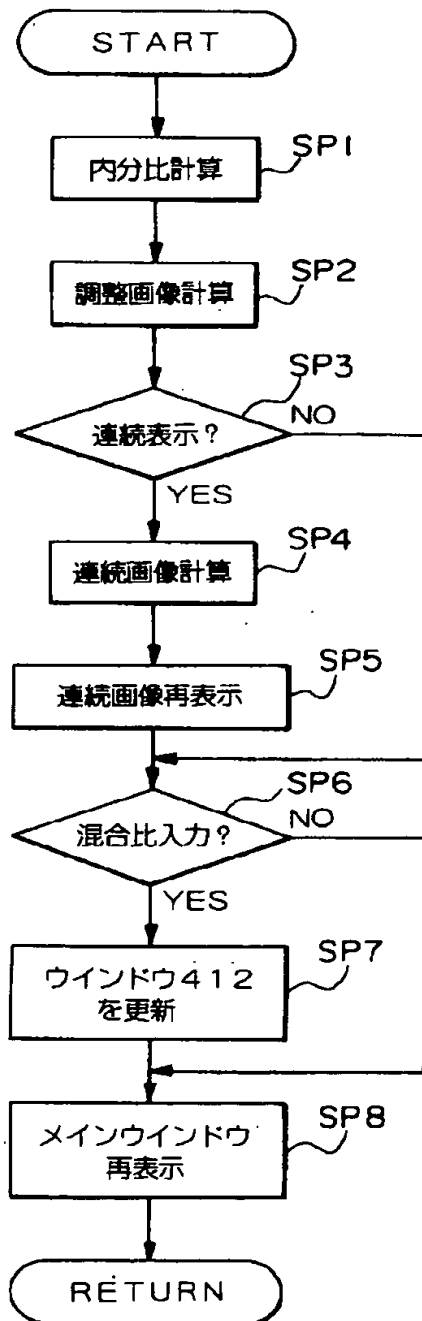 START
SP1
内分比計算
SP2
調整画像計算
SP3
連続表示?
NO
YES
SP4
連続画像計算
SP5
連続画像再表示
SP6
混合比入力?
NO
YES
SP7
ウインドウ412
を更新
SP8
メインウインドウ
再表示
RETURN